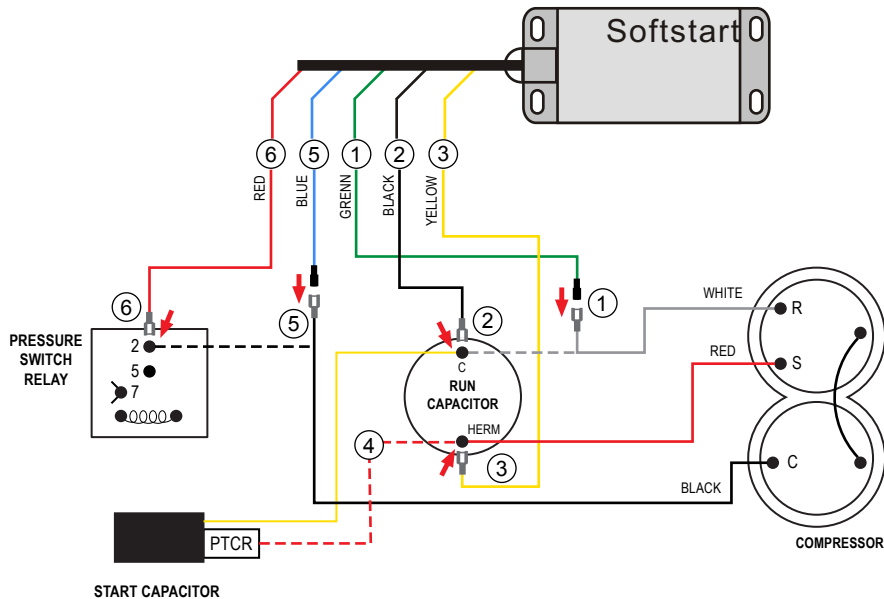 Softstart
6
5
1
2
3
RED
BLUE
GRENN
BLACK
YELLOW
6
5
2
1
WHITE
R
RED
S
PRESSURE
SWITCH
RELAY
2
5
7
C
RUN
CAPACITOR
HERM
4
3
C
BLACK
PTCR
START CAPACITOR
COMPRESSOR